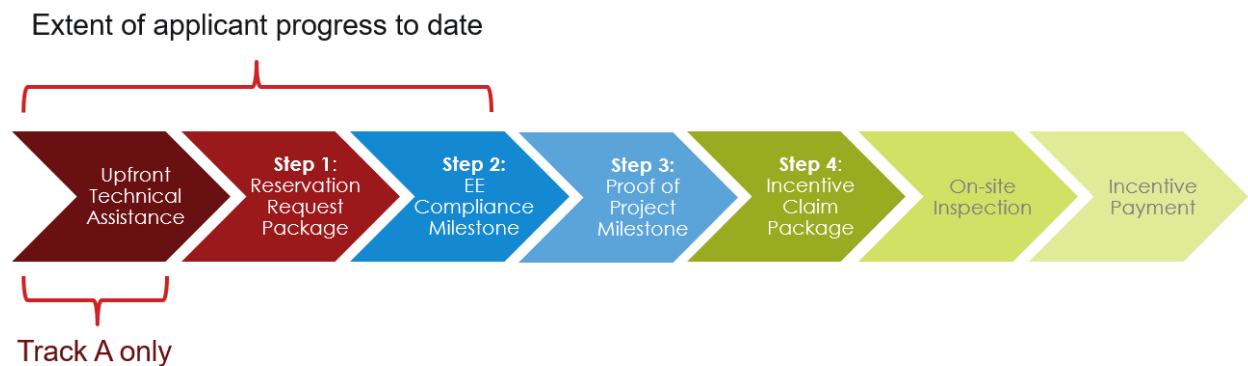 Extent of applicant progress to date
Upfront
Technical
Assistance
Step 1:
Reservation
Request
Package
Step 2:
EE
Compliance
Milestone
Step 3:
Proof of
Project
Milestone
Step 4:
Incentive
Claim
Package
On-site
Inspection
Incentive
Payment
Track A only